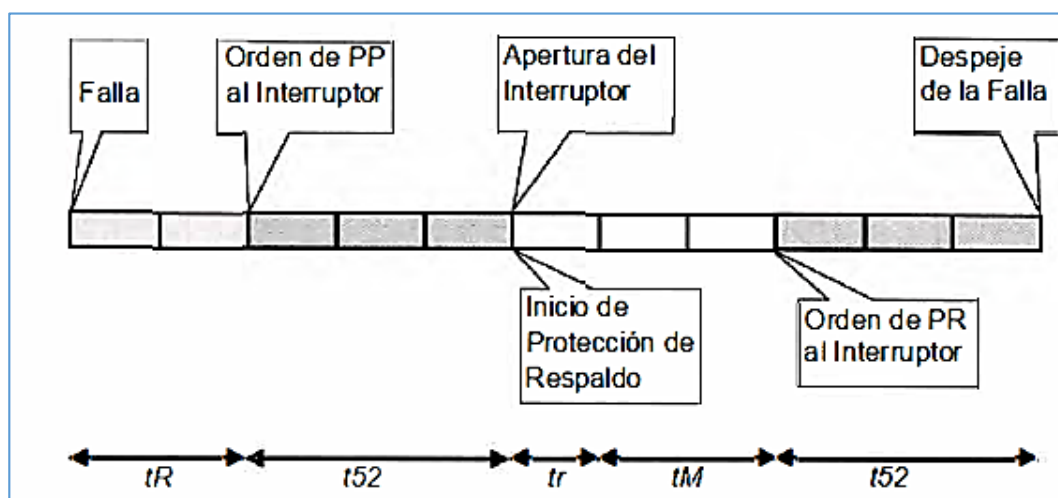 Falla
Orden de PP
al Interruptor
Apertura del
Interruptor
Despeje
de la Falla
Inicio de
Protección de
Respaldo
Orden de PR
al Interruptor
tR
t52
tr
tM
t52